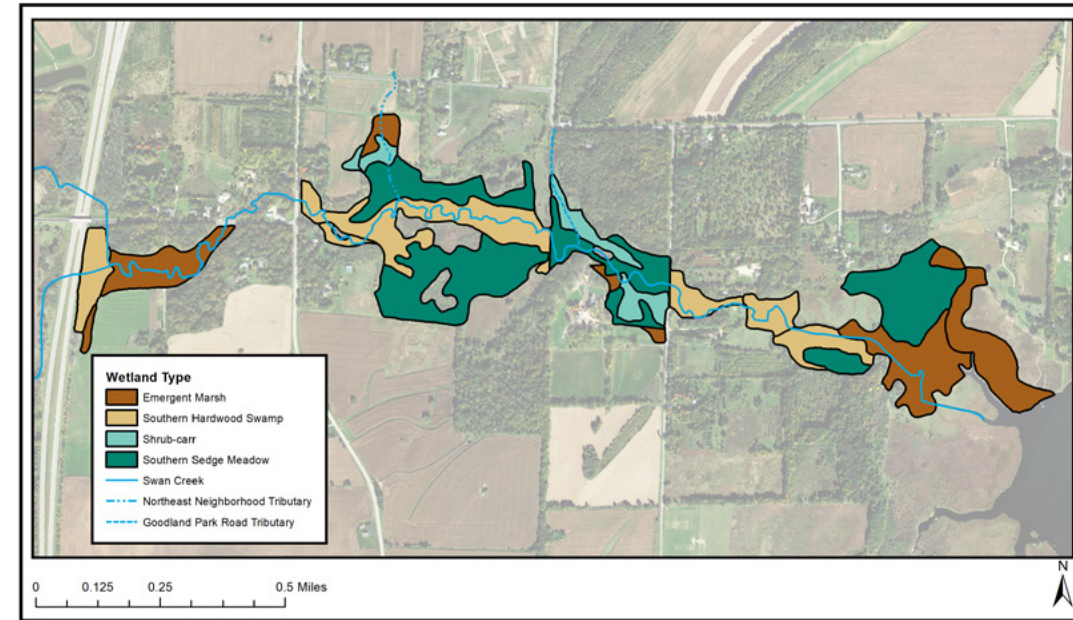 Wetland Type
Emergent Marsh
Southern Hardwood Swamp
Shrub-carr
Southern Sedge Meadow
Swan Creek
Northeast Neighborhood Tributary
Goodland Park Road Tributary
0 0.125 0.25 0.5 Miles
N